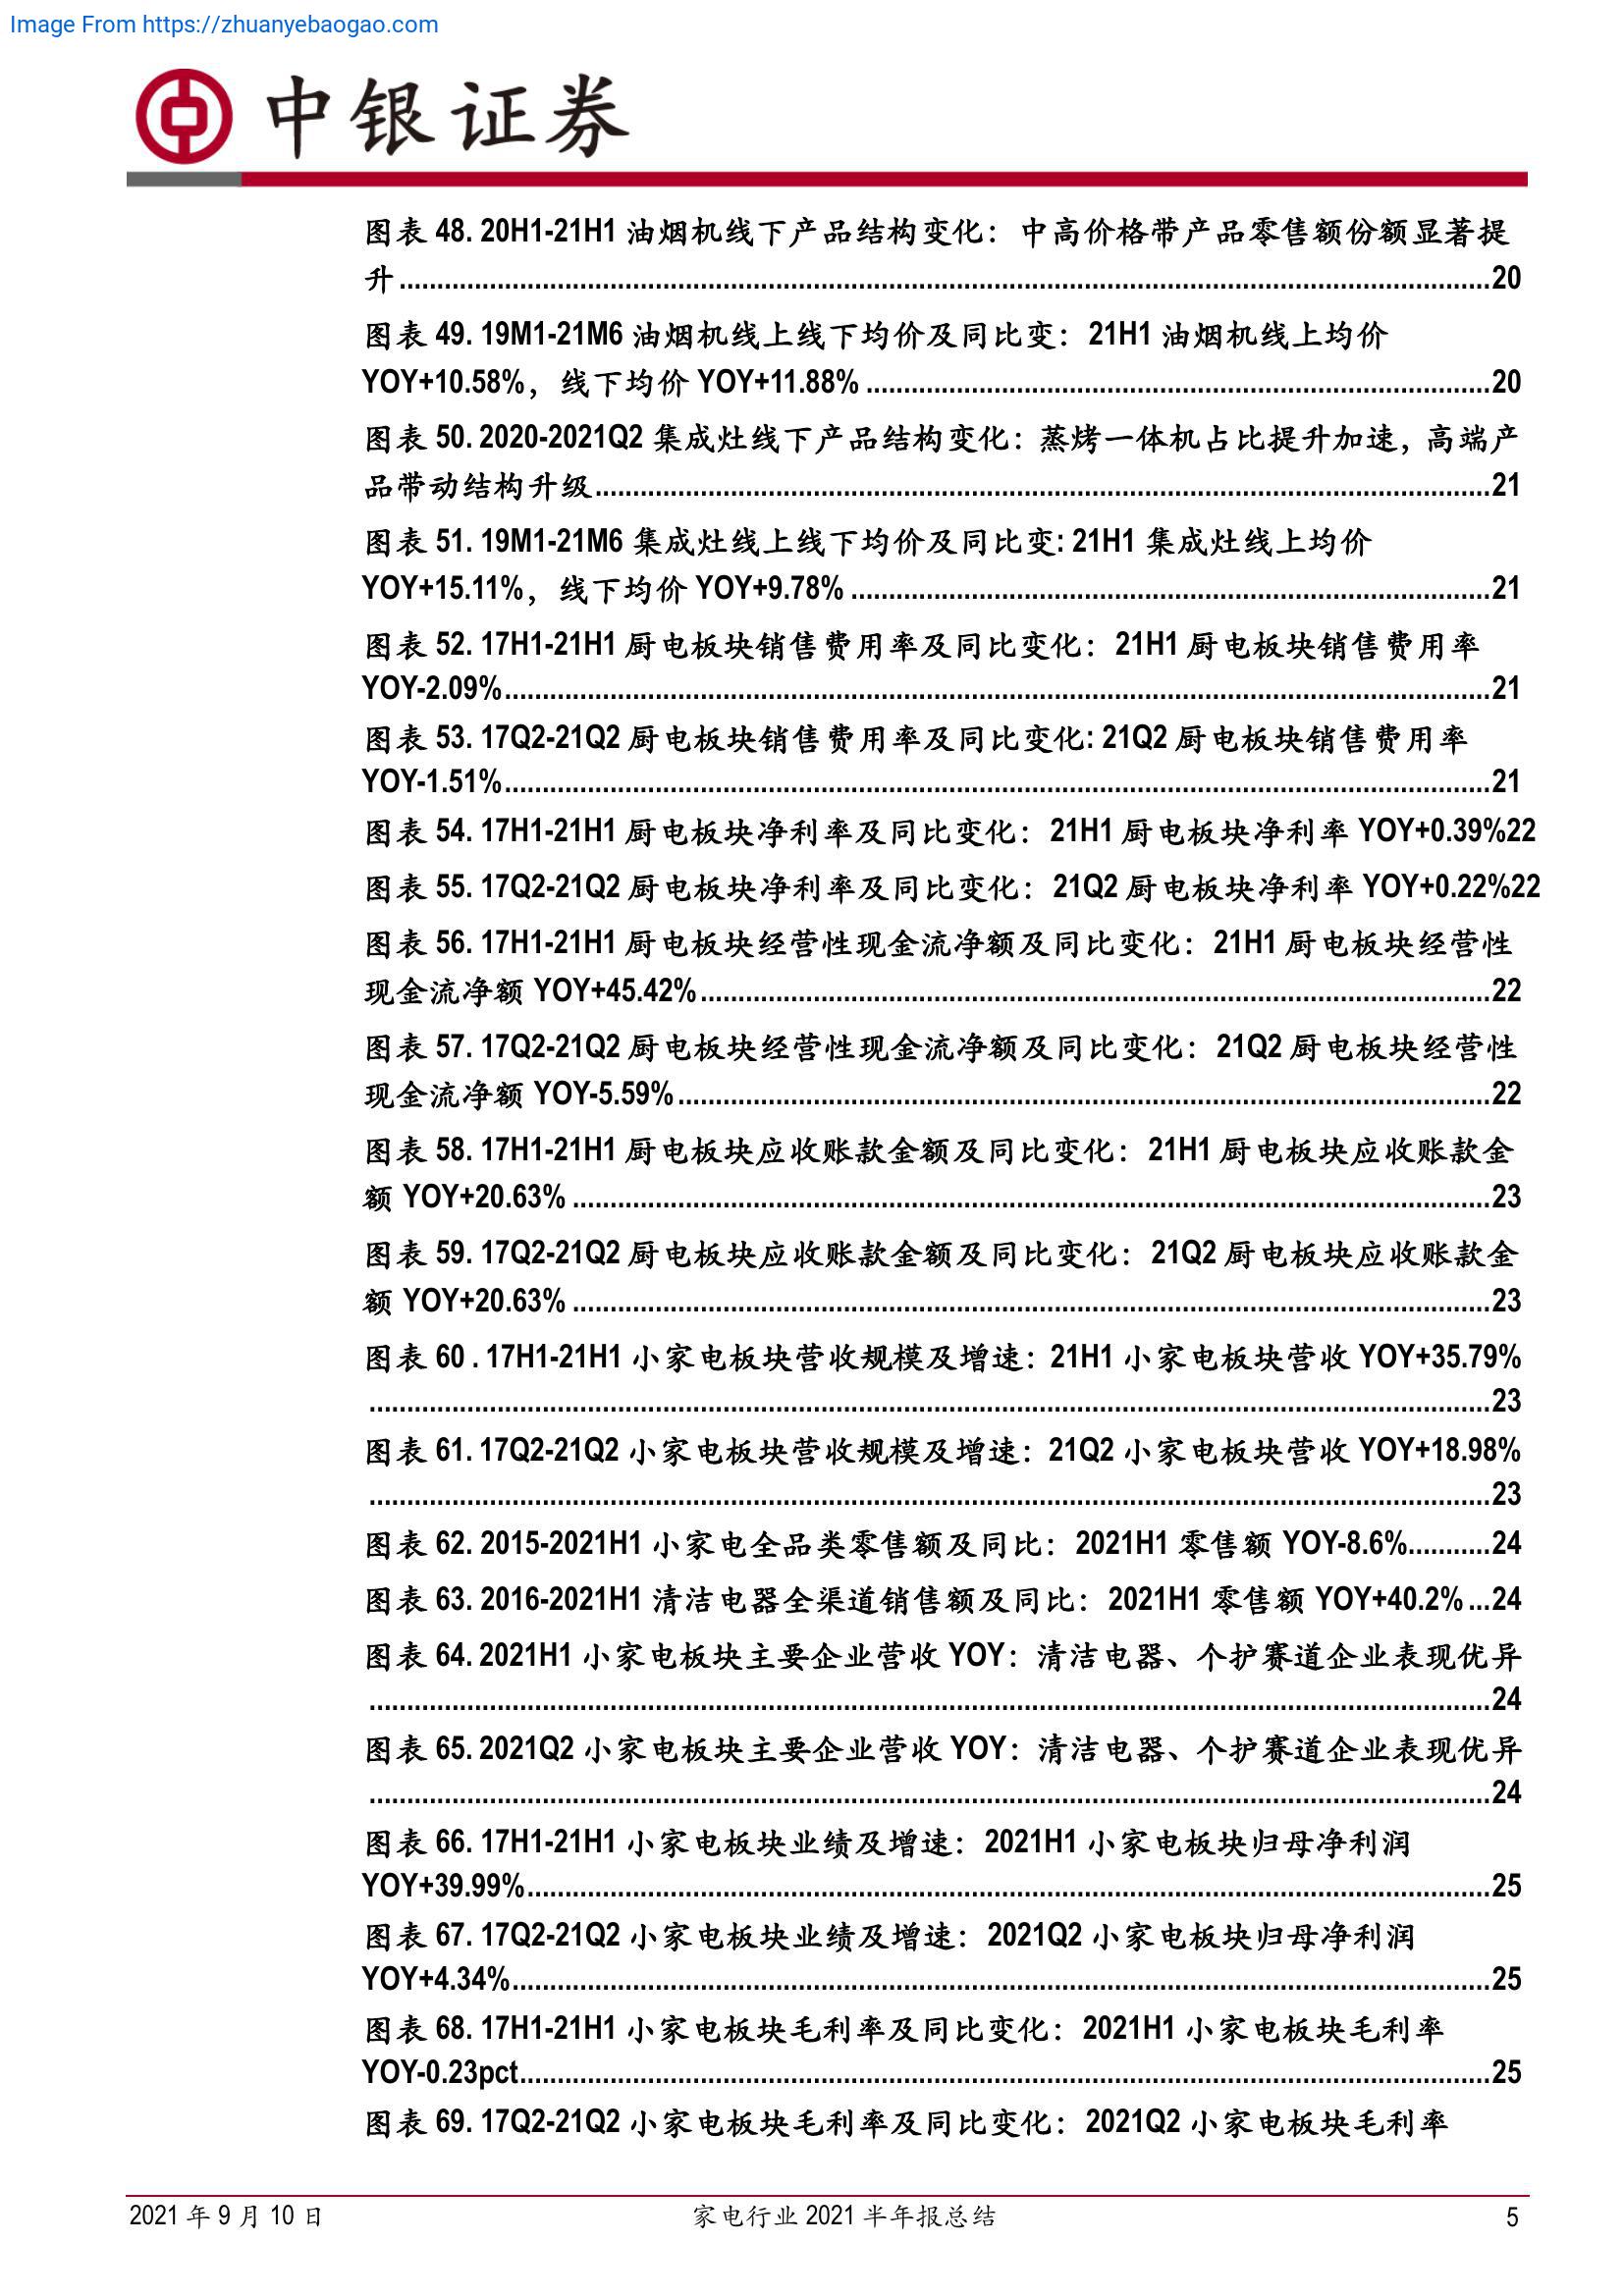 Image From https://zhuanyebaogao.com
中银证券
图表 48. 20H1-21H1 油烟机线下产品结构变化：中高价格带产品零售额份额显著提
升....................20
图表 49. 19M1-21M6 油烟机线上线下均价及同比变：21H1 油烟机线上均价
YOY+10.58%，线下均价 YOY+11.88%....................20
图表 50. 2020-2021Q2 集成灶线下产品结构变化：蒸烤一体机占比提升加速，高端产
品带动结构升级....................21
图表 51. 19M1-21M6 集成灶线上线下均价及同比变: 21H1 集成灶线上均价
YOY+15.11%，线下均价 YOY+9.78%....................21
图表 52. 17H1-21H1 厨电板块销售费用率及同比变化：21H1 厨电板块销售费用率
YOY-2.09%....................21
图表 53. 17Q2-21Q2 厨电板块销售费用率及同比变化: 21Q2 厨电板块销售费用率
YOY-1.51%....................21
图表 54. 17H1-21H1 厨电板块净利率及同比变化：21H1 厨电板块净利率 YOY+0.39%22
图表 55. 17Q2-21Q2 厨电板块净利率及同比变化：21Q2 厨电板块净利率 YOY+0.22%22
图表 56. 17H1-21H1 厨电板块经营性现金流净额及同比变化：21H1 厨电板块经营性
现金流净额 YOY+45.42%....................22
图表 57. 17Q2-21Q2 厨电板块经营性现金流净额及同比变化：21Q2 厨电板块经营性
现金流净额 YOY-5.59%....................22
图表 58. 17H1-21H1 厨电板块应收账款金额及同比变化：21H1 厨电板块应收账款金
额 YOY+20.63%....................23
图表 59. 17Q2-21Q2 厨电板块应收账款金额及同比变化：21Q2 厨电板块应收账款金
额 YOY+20.63%....................23
图表 60 . 17H1-21H1 小家电板块营收规模及增速：21H1 小家电板块营收 YOY+35.79%
....................23
图表 61. 17Q2-21Q2 小家电板块营收规模及增速：21Q2 小家电板块营收 YOY+18.98%
....................23
图表 62. 2015-2021H1 小家电全品类零售额及同比：2021H1 零售额 YOY-8.6%...........24
图表 63. 2016-2021H1 清洁电器全渠道销售额及同比：2021H1 零售额 YOY+40.2%...24
图表 64. 2021H1 小家电板块主要企业营收 YOY：清洁电器、个护赛道企业表现优异
....................24
图表 65. 2021Q2 小家电板块主要企业营收 YOY：清洁电器、个护赛道企业表现优异
....................24
图表 66. 17H1-21H1 小家电板块业绩及增速：2021H1 小家电板块归母净利润
YOY+39.99%....................25
图表 67. 17Q2-21Q2 小家电板块业绩及增速：2021Q2 小家电板块归母净利润
YOY+4.34%....................25
图表 68. 17H1-21H1 小家电板块毛利率及同比变化：2021H1 小家电板块毛利率
YOY-0.23pct....................25
图表 69. 17Q2-21Q2 小家电板块毛利率及同比变化：2021Q2 小家电板块毛利率
2021 年 9 月 10 日
家电行业 2021 半年报总结
5